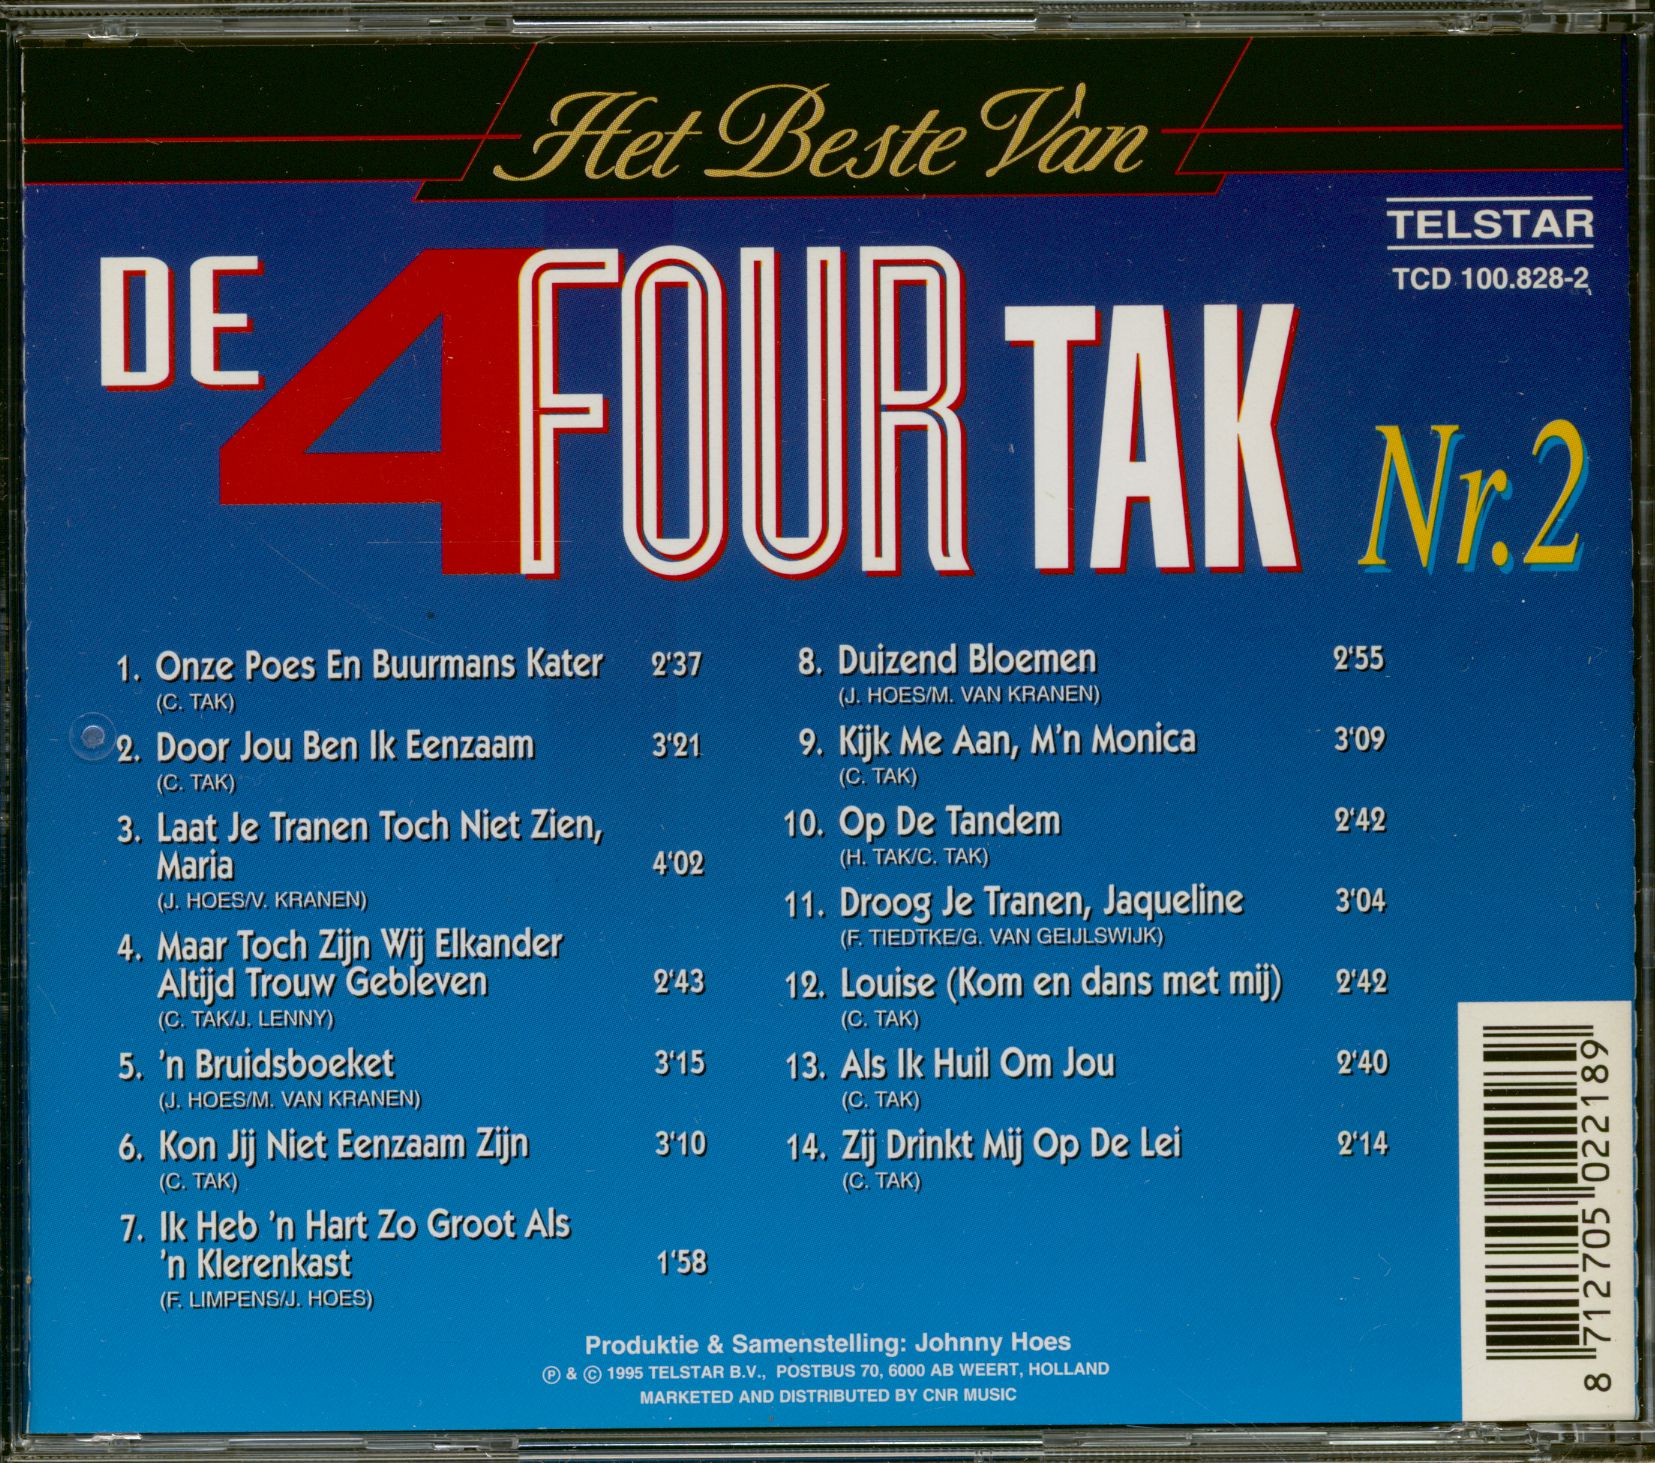 Het Beste Van
TELSTAR
TCD 100.828-2
DE 4 FOUR TAK
Nr.2
1. Onze Poes En Buurmans Kater 2'37
(C. TAK)
2. Door Jou Ben Ik Eenzaam 3'21
(C. TAK)
3. Laat Je Tranen Toch Niet Zien,
Maria 4'02
(J. HOES/V. KRANEN)
4. Maar Toch Zijn Wij Elkander
Altijd Trouw Gebleven 2'43
(C. TAK/J. LENNY)
5. 'n Bruidsboeket 3'15
(J. HOES/M. VAN KRANEN)
6. Kon Jij Niet Eenzaam Zijn 3'10
(C. TAK)
7. Ik Heb 'n Hart Zo Groot Als
'n Klerenkast 1'58
(F. LIMPENS/J. HOES)
8. Duizend Bloemen 2'55
(J. HOES/M. VAN KRANEN)
9. Kijk Me Aan, M'n Monica 3'09
(C. TAK)
10. Op De Tandem 2'42
(H. TAK/C. TAK)
11. Droog Je Tranen, Jaqueline 3'04
(F. TIEDTKE/G. VAN GEIJLSWIJK)
12. Louise (Kom en dans met mij) 2'42
(C. TAK)
13. Als Ik Huil Om Jou 2'40
(C. TAK)
14. Zij Drinkt Mij Op De Lei 2'14
(C. TAK)
Produktie & Samenstelling: Johnny Hoes
Ⓟ & © 1995 TELSTAR B.V., POSTBUS 70, 6000 AB WEERT, HOLLAND
MARKETED AND DISTRIBUTED BY CNR MUSIC
8 712705 022189